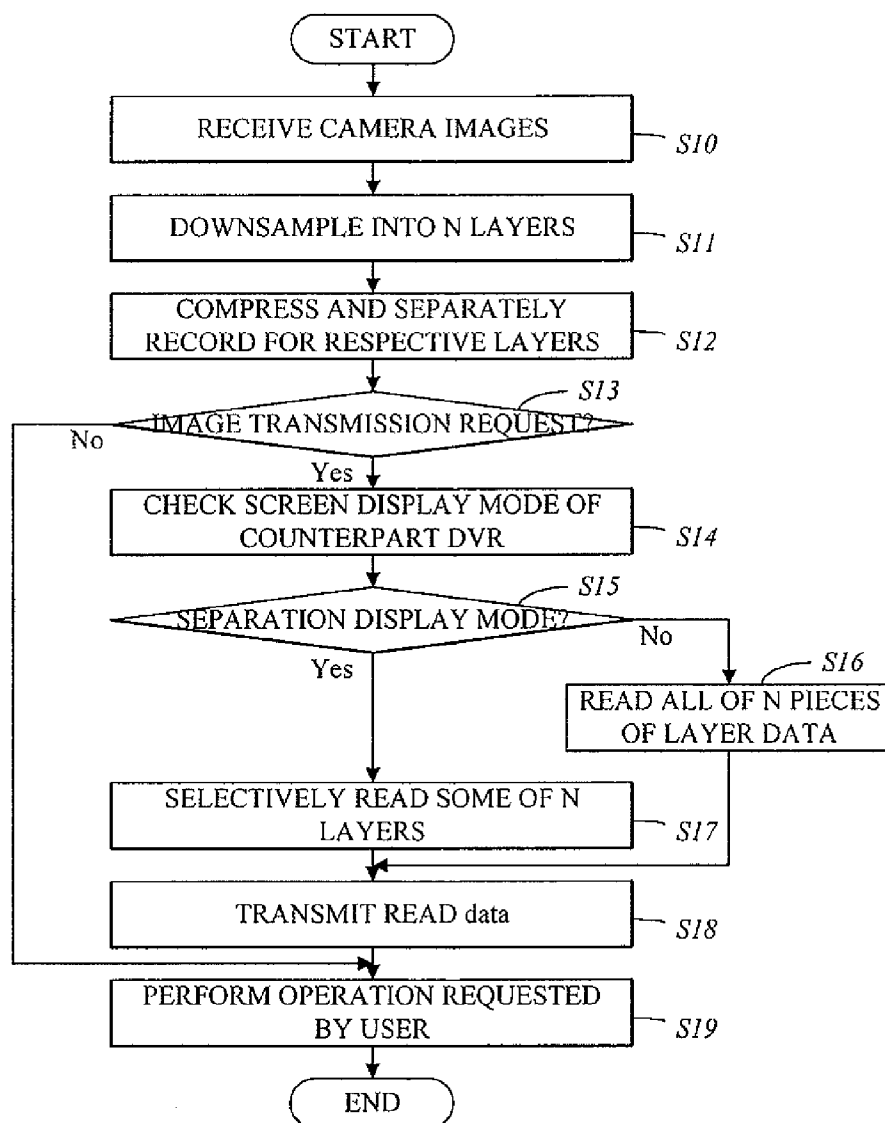 START
RECEIVE CAMERA IMAGES
S10
DOWNSAMPLE INTO N LAYERS
S11
COMPRESS AND SEPARATELY
RECORD FOR RESPECTIVE LAYERS
S12
S13
IMAGE TRANSMISSION REQUEST?
No
Yes
CHECK SCREEN DISPLAY MODE OF
COUNTERPART DVR
S14
S15
SEPARATION DISPLAY MODE?
No
Yes
S16
READ ALL OF N PIECES
OF LAYER DATA
SELECTIVELY READ SOME OF N
LAYERS
S17
TRANSMIT READ data
S18
PERFORM OPERATION REQUESTED
BY USER
S19
END